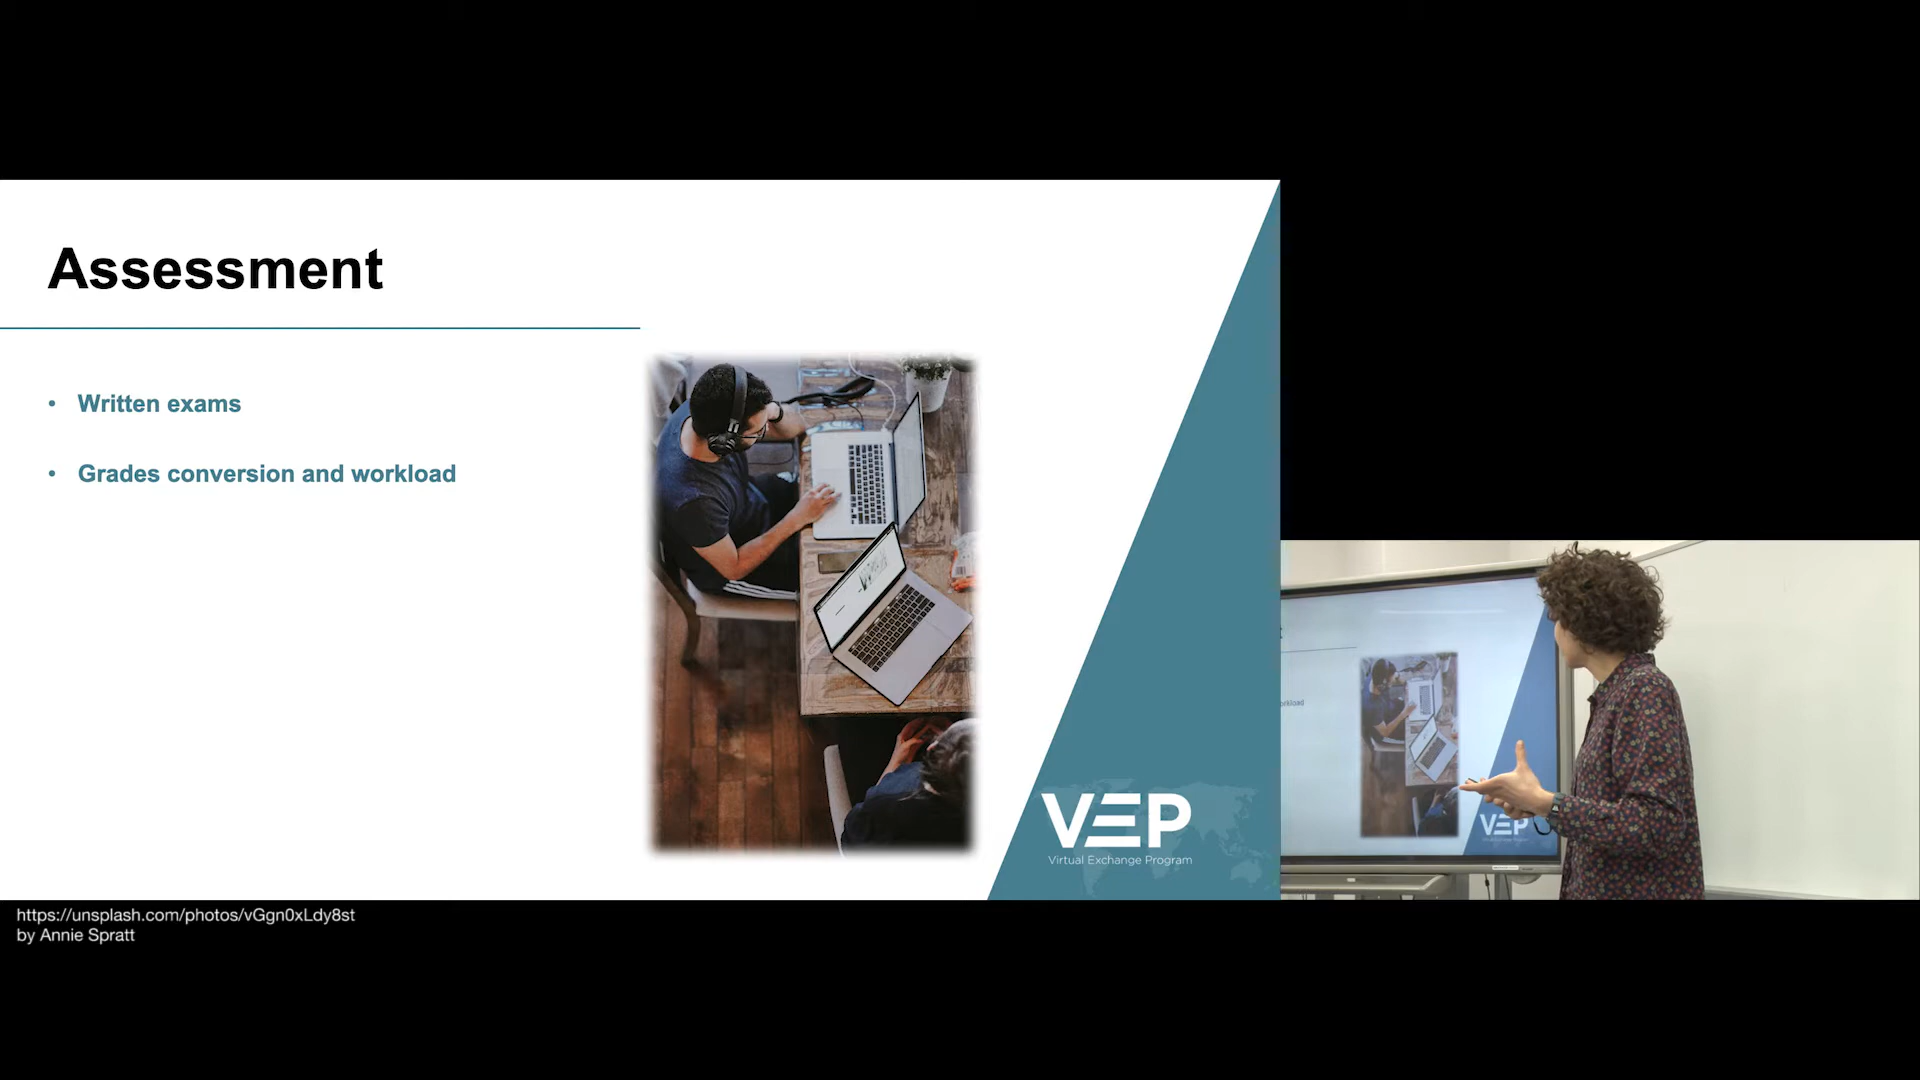 Assessment
• Written exams
• Grades conversion and workload
VEP
Virtual Exchange Program
https://unsplash.com/photos/vGgn0xLdy8st
by Annie Spratt
VEP